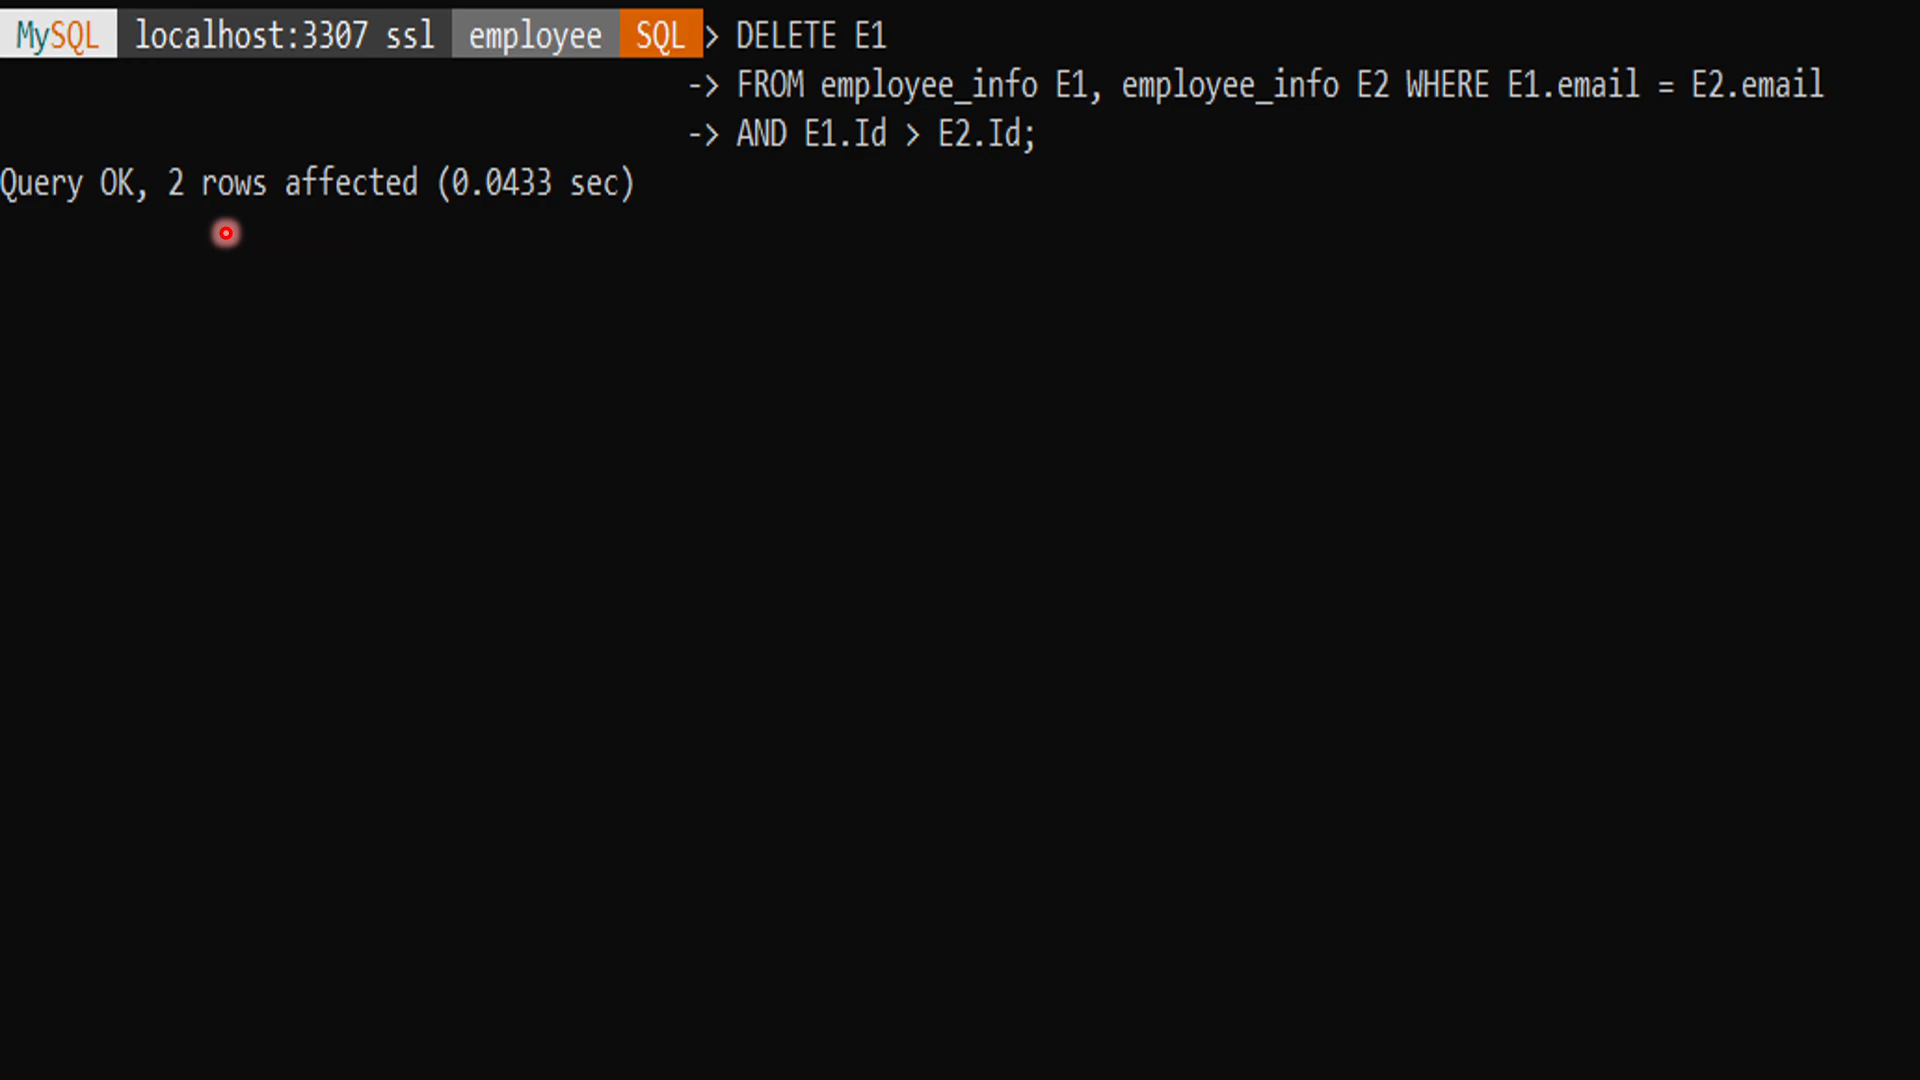 MySQL localhost:3307 ssl employee SQL > DELETE E1
-> FROM employee_info E1, employee_info E2 WHERE E1.email = E2.email
-> AND E1.Id > E2.Id;
Query OK, 2 rows affected (0.0433 sec)